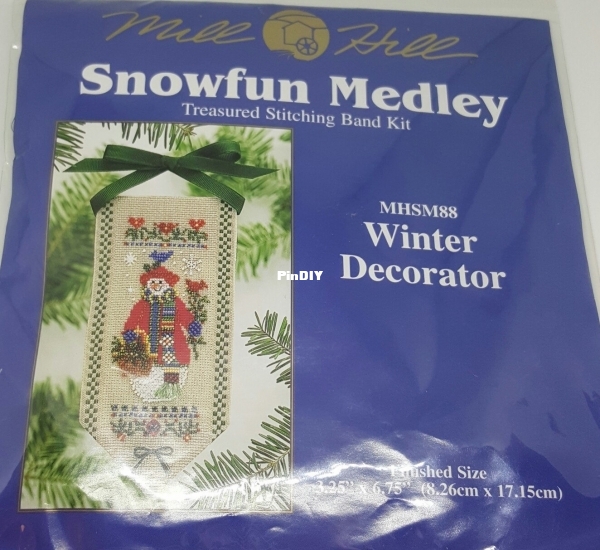 Mill Hill
Snowfun Medley
Treasured Stitching Band Kit
MHSM88
Winter
Decorator
PinDIY
Finished Size
3.25" x 6.75" (8.26cm x 17.15cm)